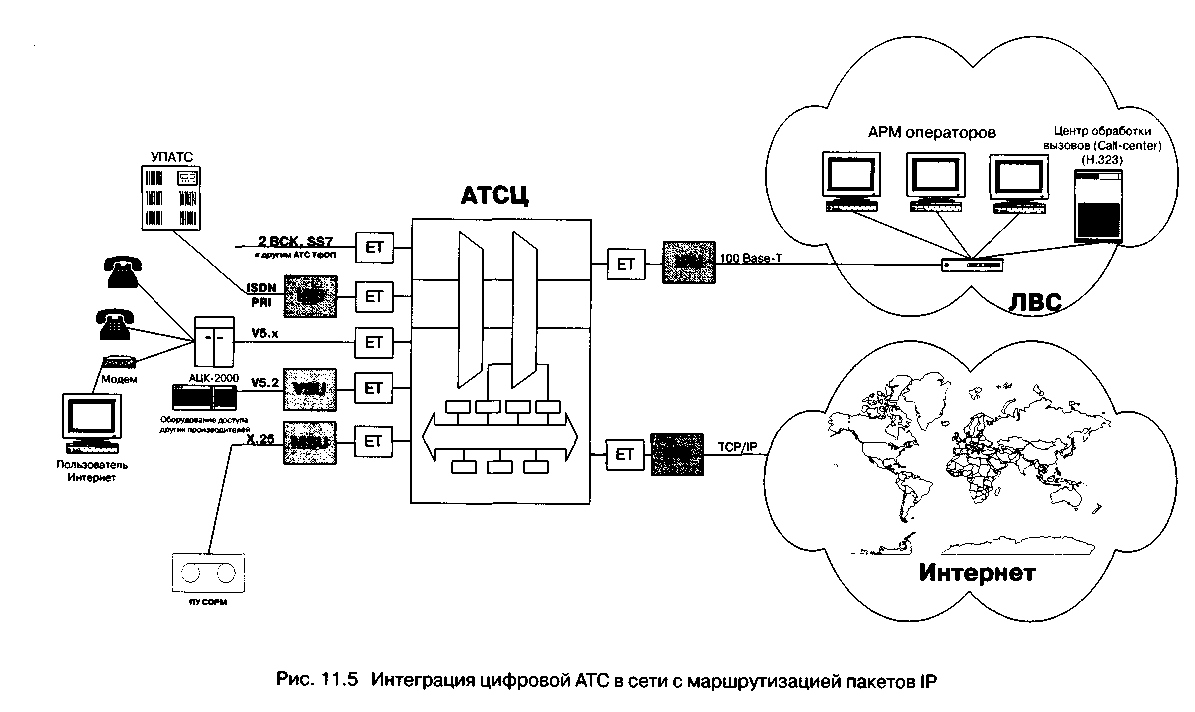 УПАТС
АТСЦ
2 ВСК, SS7
к другим АТС ТфОП
ET
ISDN
PRI
ET
V5.x
ET
Модем
АЦК-2000
V5.2
VSU
ET
Оборудование доступа
других производителей
X.25
MSU
ET
Пользователь
Интернет
ПУ СОРМ
АРМ операторов
Центр обработки
вызовов (Call-center)
(H.323)
ET
100 Base-T
ЛВС
ET
TCP/IP
Интернет
Рис. 11.5 Интеграция цифровой АТС в сети с маршрутизацией пакетов IP